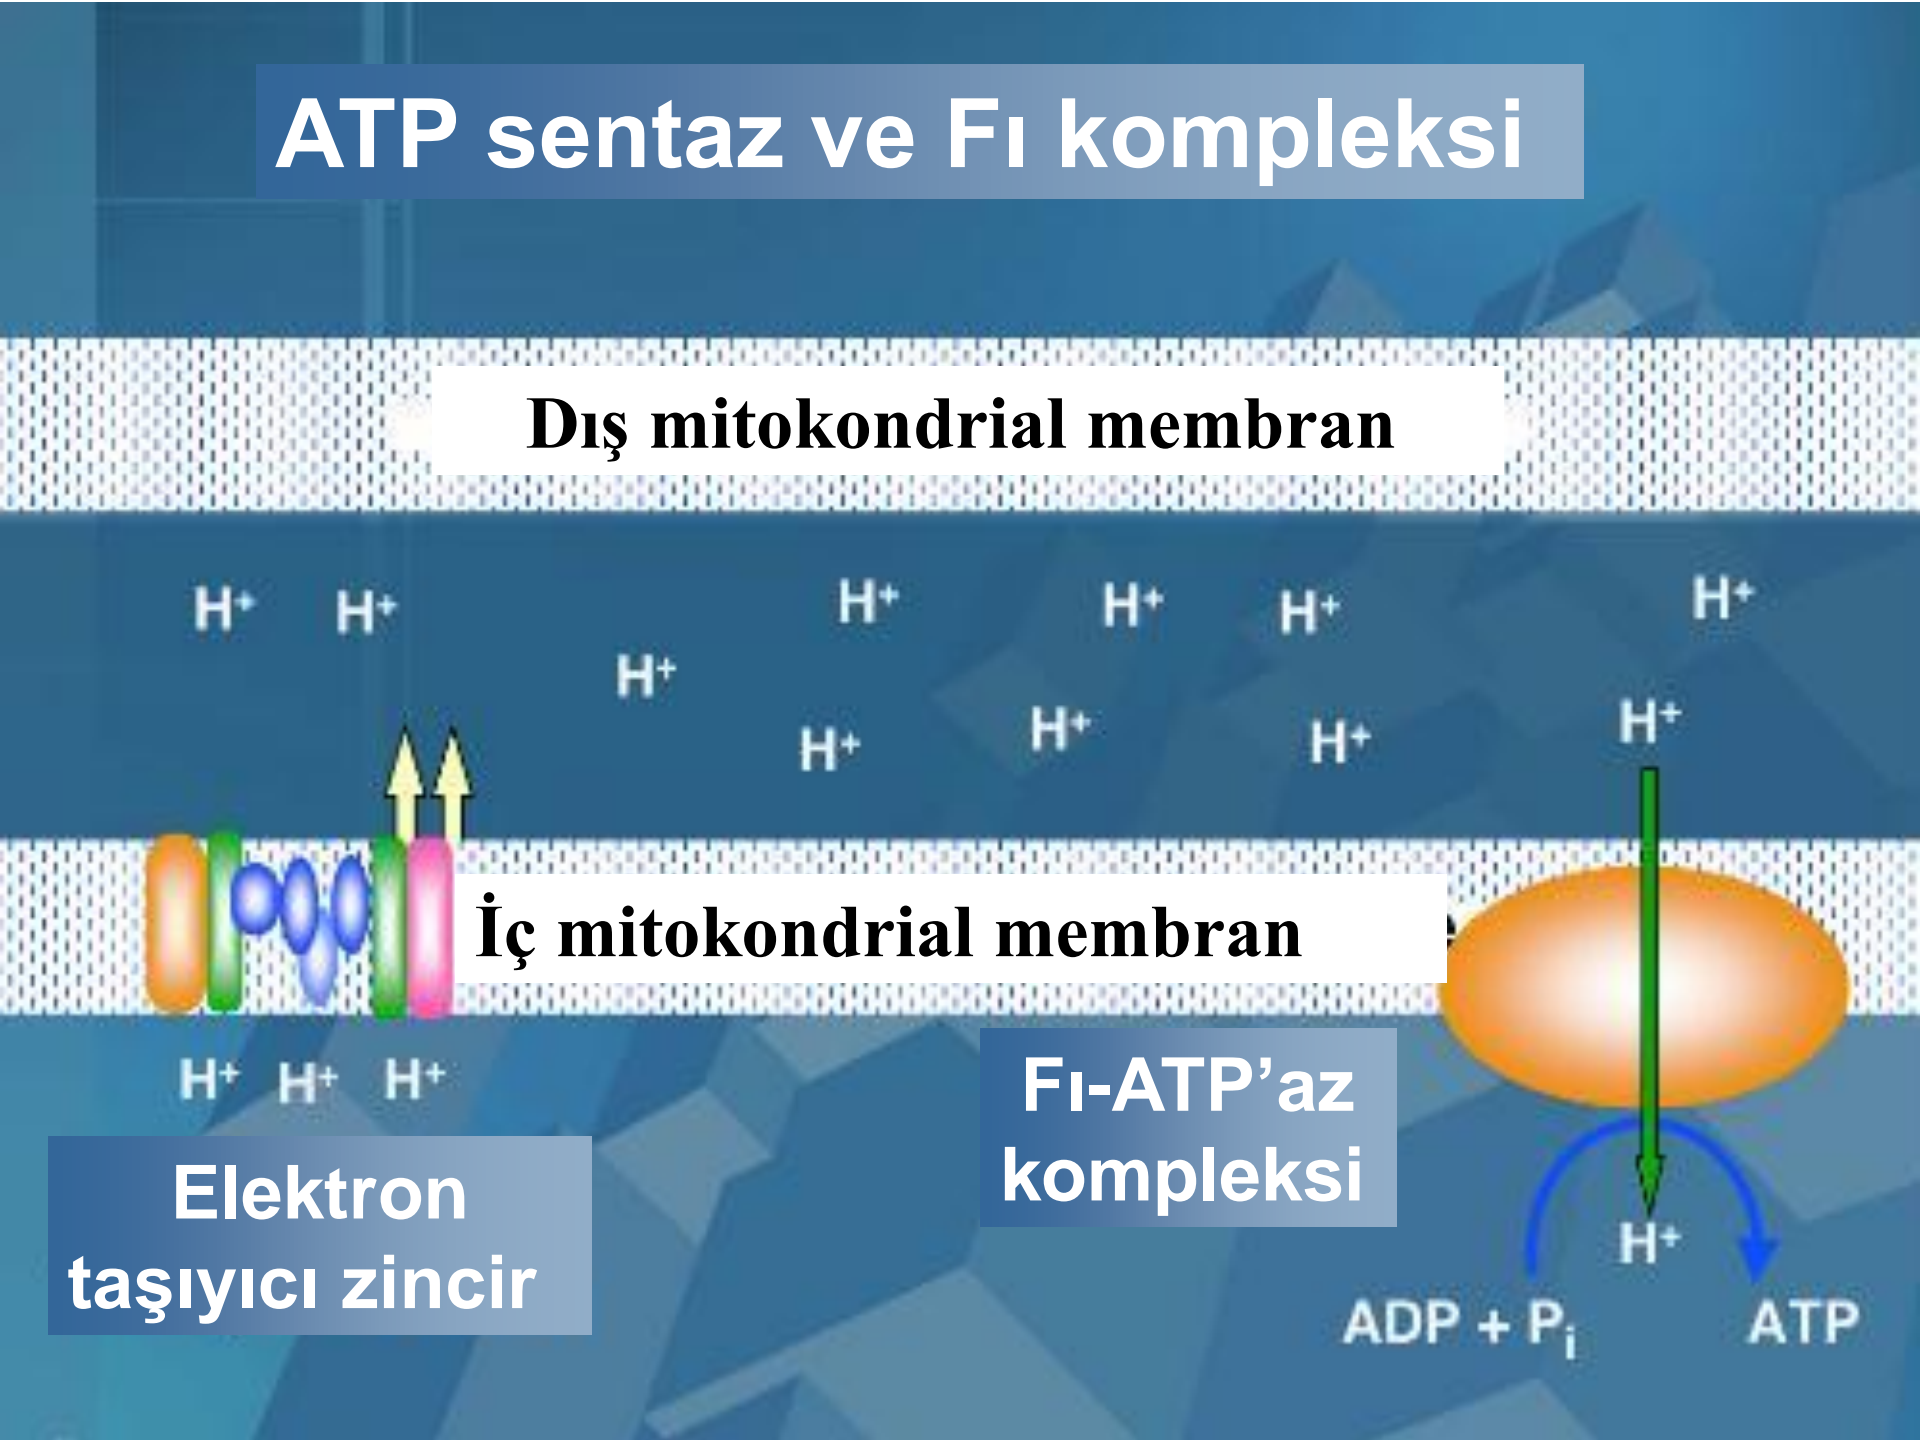 ATP sentaz ve Fı kompleksi
Dış mitokondrial membran
H+ H+ H+ H+ H+ H+
H+
H+ H+ H+ H+
İç mitokondrial membran
H+ H+ H+
Fı-ATP’az
kompleksi
Elektron
taşıyıcı zincir
H+
ADP + Pi ATP